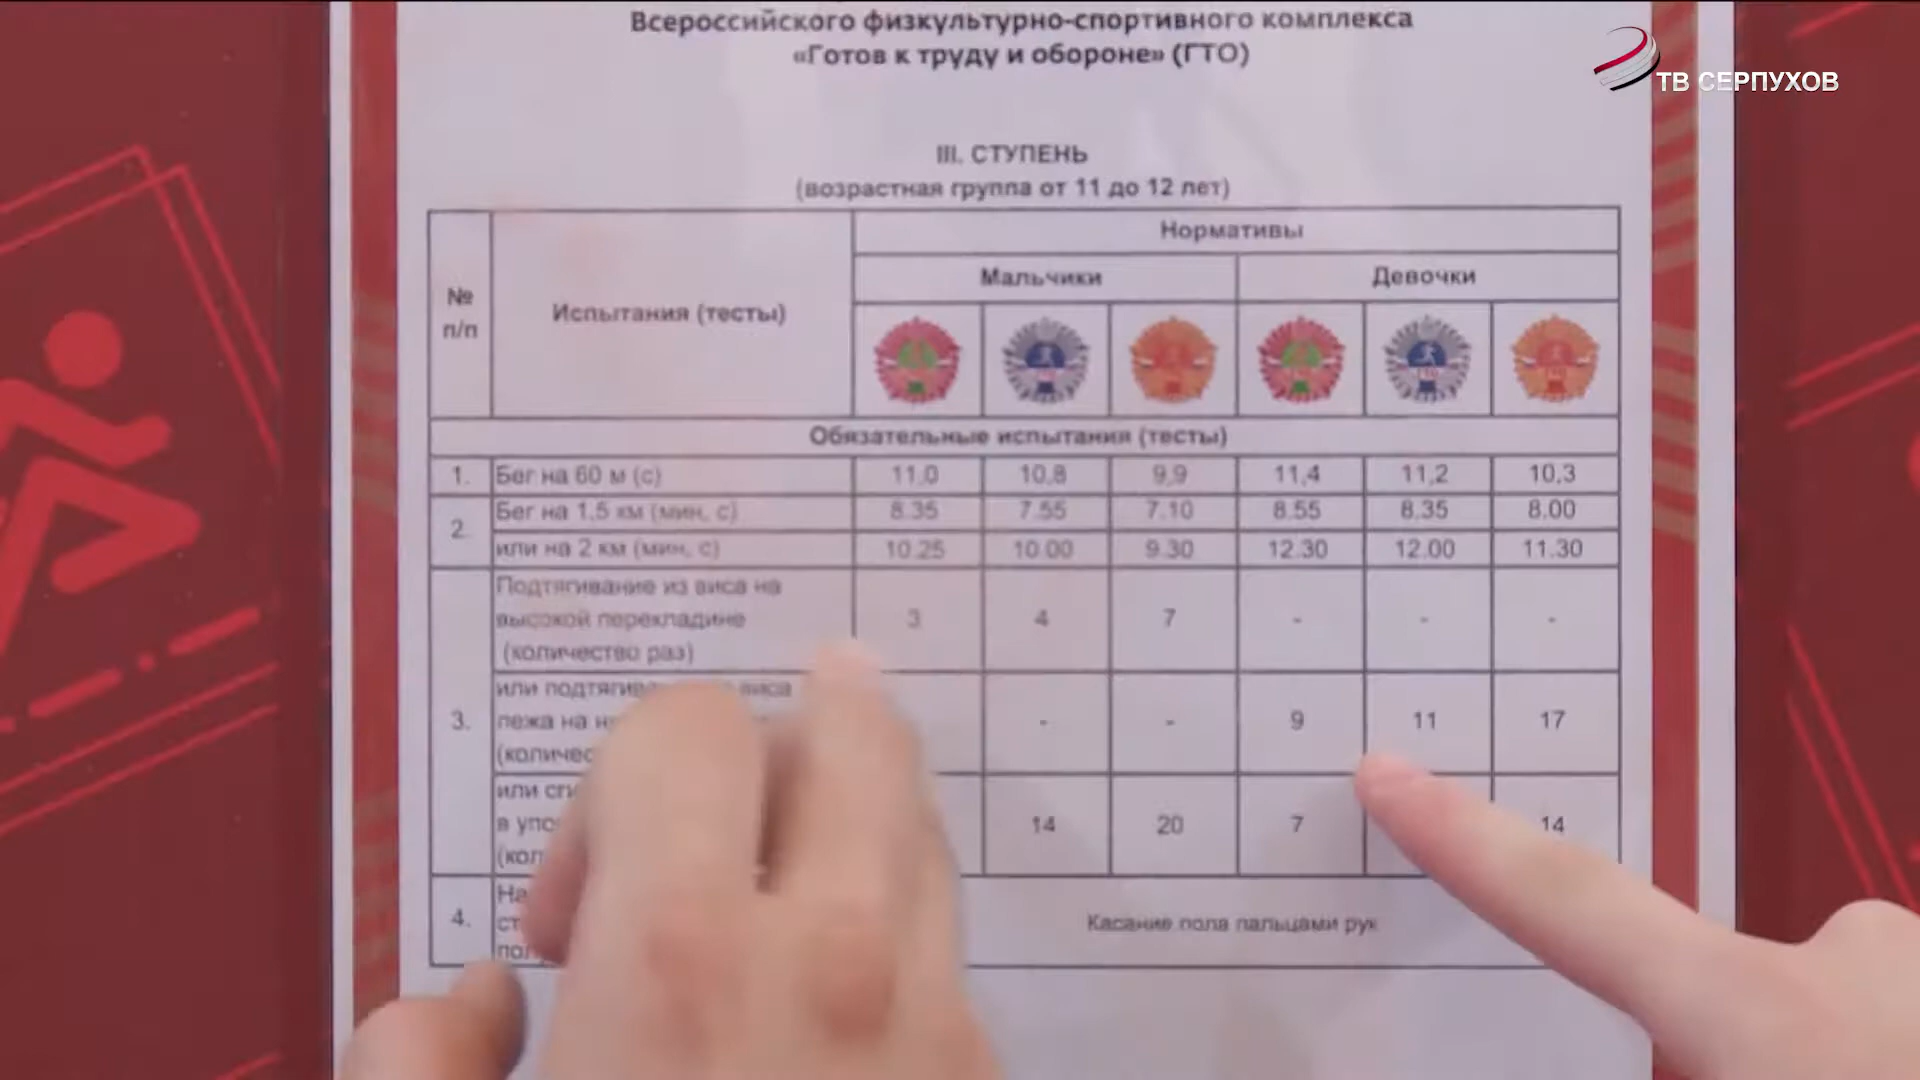 Всероссийского физкультурно-спортивного комплекса
«Готов к труду и обороне» (ГТО)
ТВ СЕРПУХОВ
III. СТУПЕНЬ
(возрастная группа от 11 до 12 лет)
№ п/п Испытания (тесты) Нормативы
Мальчики Девочки
Обязательные испытания (тесты)
1. Бег на 60 м (с) 11,0 10,8 9,9 11,4 11,2 10,3
2. Бег на 1,5 км (мин, с) 8.35 7.55 7.10 8.55 8.35 8.00
или на 2 км (мин, с) 10.25 10.00 9.30 12.30 12.00 11.30
3. Подтягивание из виса на
высокой перекладине 3 4 7 - - -
(количество раз)
или виса
лежа на - - 9 11 17
или
в 14 20 7 14
4. Касание пола пальцами рук